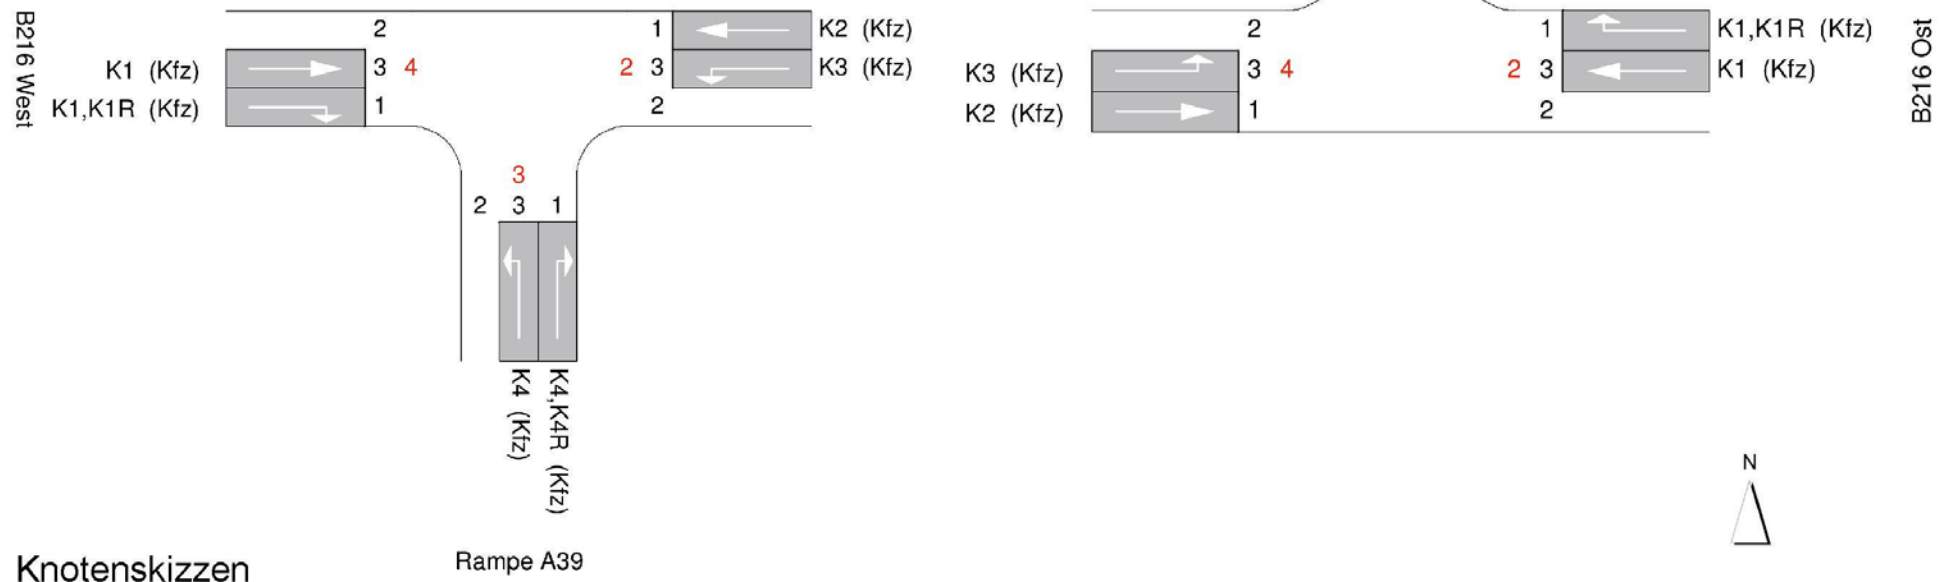 B216 West
2
1
K2 (Kfz)
K1 (Kfz)
3 4
2 3
K3 (Kfz)
K1,K1R (Kfz)
1
2
3
2 3 1
K4 (Kfz)
K4,K4R (Kfz)
Rampe A39
Knotenskizzen
2
1
K1,K1R (Kfz)
K3 (Kfz)
3 4
2 3
K1 (Kfz)
K2 (Kfz)
1
2
B216 Ost
N